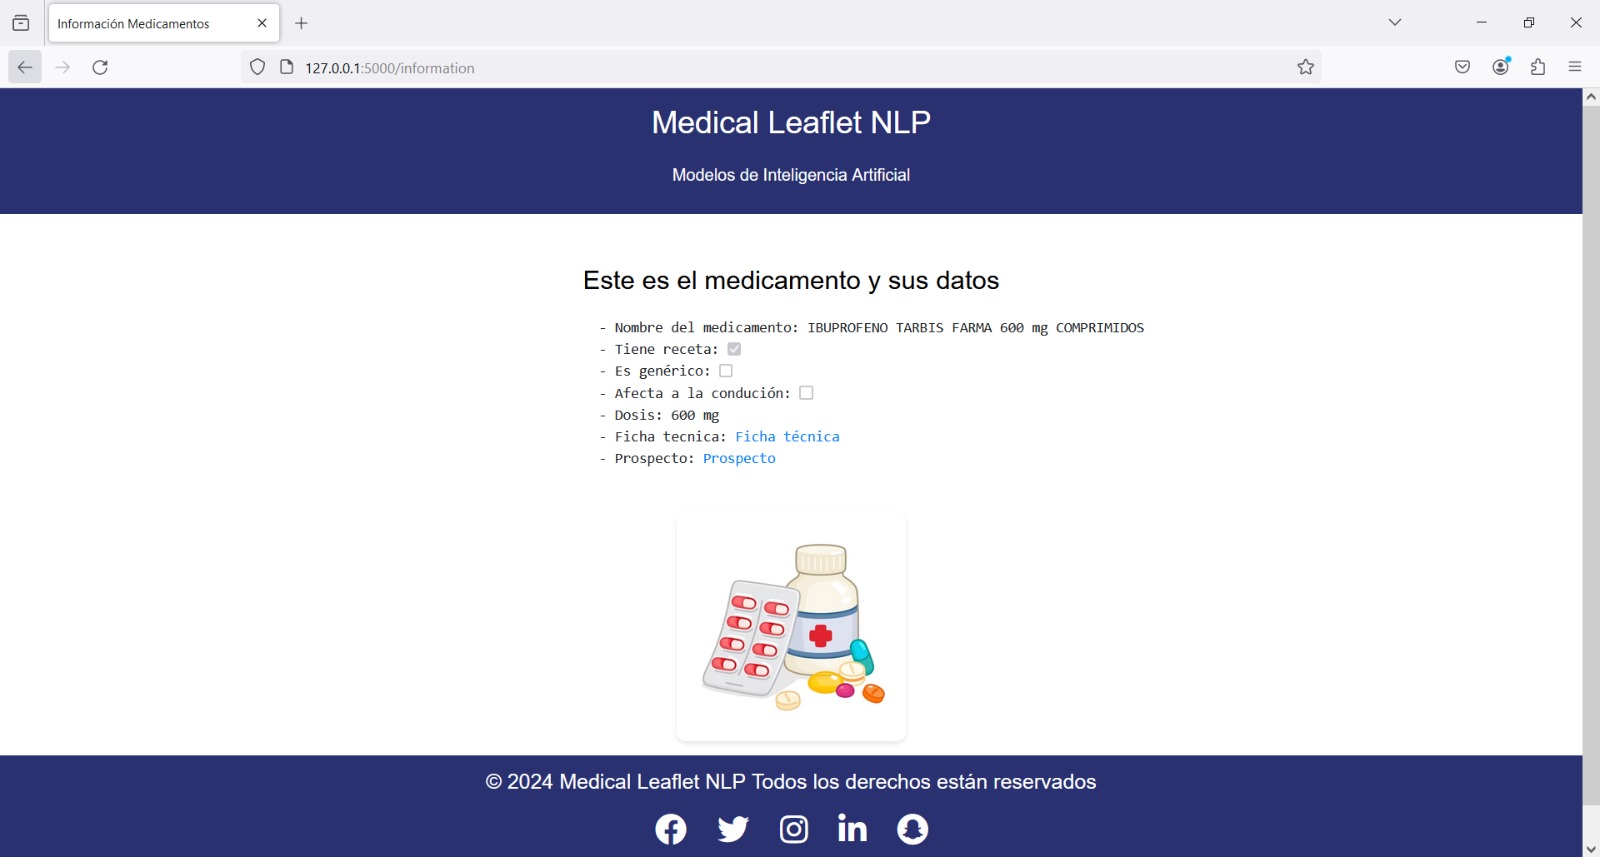 Información Medicamentos
127.0.0.1:5000/information
Medical Leaflet NLP
Modelos de Inteligencia Artificial
Este es el medicamento y sus datos
- Nombre del medicamento: IBUPROFENO TARBIS FARMA 600 mg COMPRIMIDOS
- Tiene receta:
- Es genérico:
- Afecta a la condución:
- Dosis: 600 mg
- Ficha tecnica: Ficha técnica
- Prospecto: Prospecto
© 2024 Medical Leaflet NLP Todos los derechos están reservados